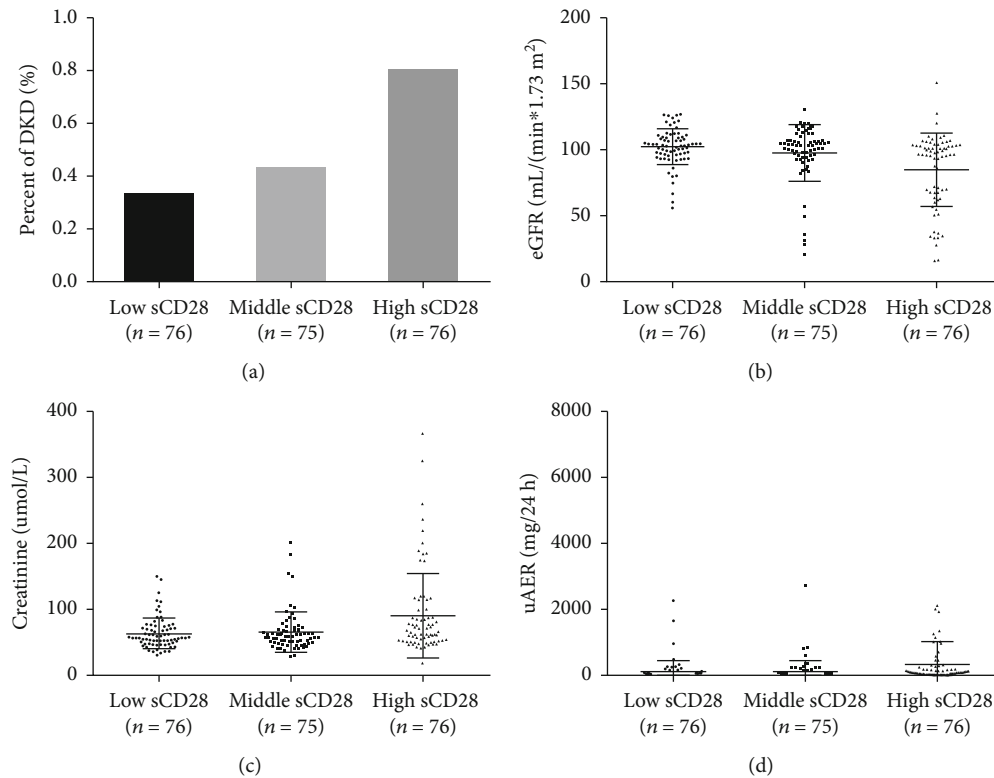 1.0
0.8
0.6
0.4
0.2
0.0
Percent of DKD (%)
Low sCD28
(n = 76)
Middle sCD28
(n = 75)
High sCD28
(n = 76)
(a)
200
150
100
50
0
eGFR (mL/(min*1.73 m²)
Low sCD28
(n = 76)
Middle sCD28
(n = 75)
High sCD28
(n = 76)
(b)
400
300
200
100
0
Creatinine (umol/L)
Low sCD28
(n = 76)
Middle sCD28
(n = 75)
High sCD28
(n = 76)
(c)
8000
6000
4000
2000
0
uAER (mg/24 h)
Low sCD28
(n = 76)
Middle sCD28
(n = 75)
High sCD28
(n = 76)
(d)